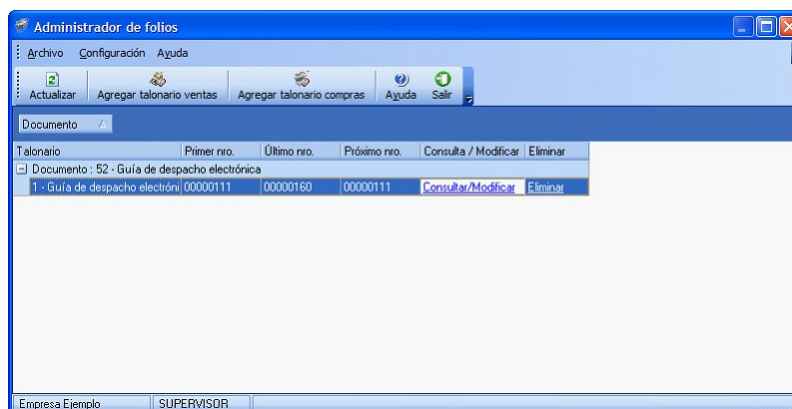 Administrador de folios
Archivo Configuración Ayuda
Actualizar Agregar talonario ventas Agregar talonario compras Ayuda Salir
Documento
Talonario Primer nro. Último nro. Próximo nro. Consulta / Modificar Eliminar
Documento : 52 - Guía de despacho electrónica
1 - Guía de despacho electróni 00000111 00000160 00000111 Consultar/Modificar Eliminar
Empresa Ejemplo SUPERVISOR